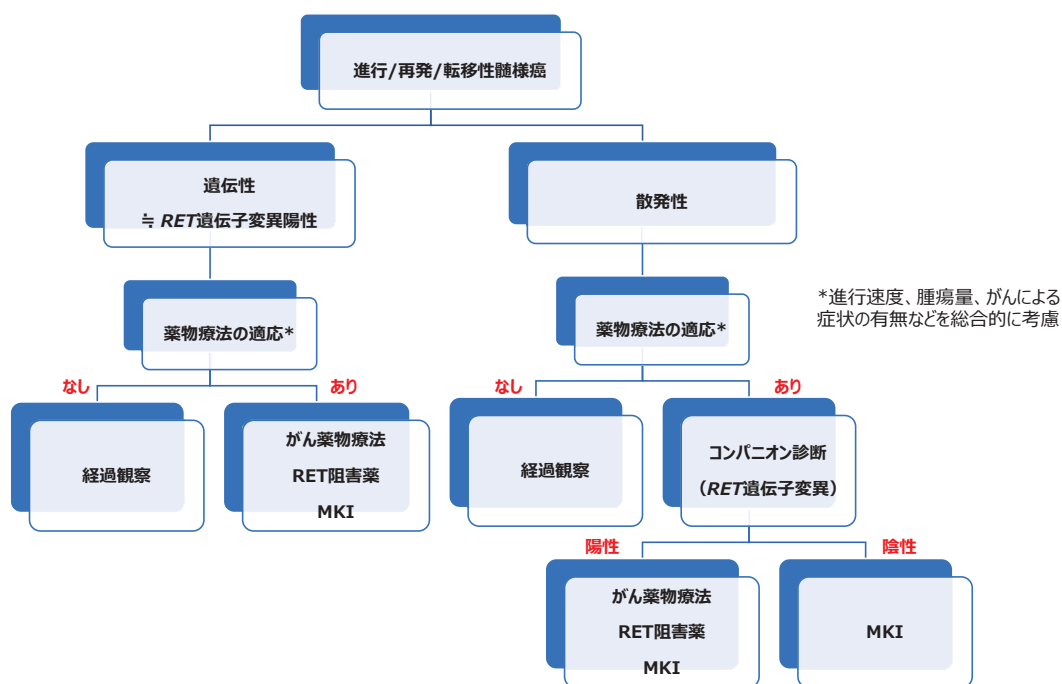 進行/再発/転移性髄様癌
遺伝性
≒ RET遺伝子変異陽性
散発性
薬物療法の適応*
薬物療法の適応*
*進行速度、腫瘍量、がんによる
症状の有無などを総合的に考慮
なし
あり
なし
あり
経過観察
がん薬物療法
RET阻害薬
MKI
経過観察
コンパニオン診断
（RET遺伝子変異）
陽性
陰性
がん薬物療法
RET阻害薬
MKI
MKI